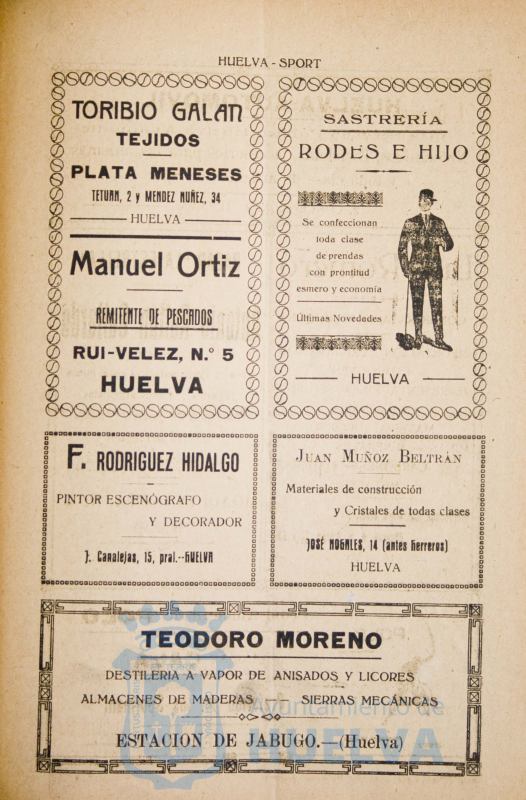 HUELVA - SPORT
TORIBIO GALAN
TEJIDOS
PLATA MENESES
TETUAN, 2 y MENDEZ NUÑEZ, 34
HUELVA
Manuel Ortiz
REMITENTE DE PESCADOS
RUI-VELEZ, N.° 5
HUELVA
SASTRERÍA
RODES E HIJO
Se confeccionan
toda clase
de prendas
con prontitud
esmero y economía
Últimas Novedades
HUELVA
F. RODRIGUEZ HIDALGO
PINTOR ESCENÓGRAFO
Y DECORADOR
J. Canalejas, 15, pral.--HUELVA
JUAN MUÑOZ BELTRÁN
Materiales de construcción
y Cristales de todas clases
JOSÉ NOGALES, 14 (antes Herreros)
HUELVA
TEODORO MORENO
DESTILERIA A VAPOR DE ANISADOS Y LICORES
ALMACENES DE MADERAS — SIERRAS MECÁNICAS
ESTACION DE JABUGO.—(Huelva)
Ayuntamiento de
HUELVA